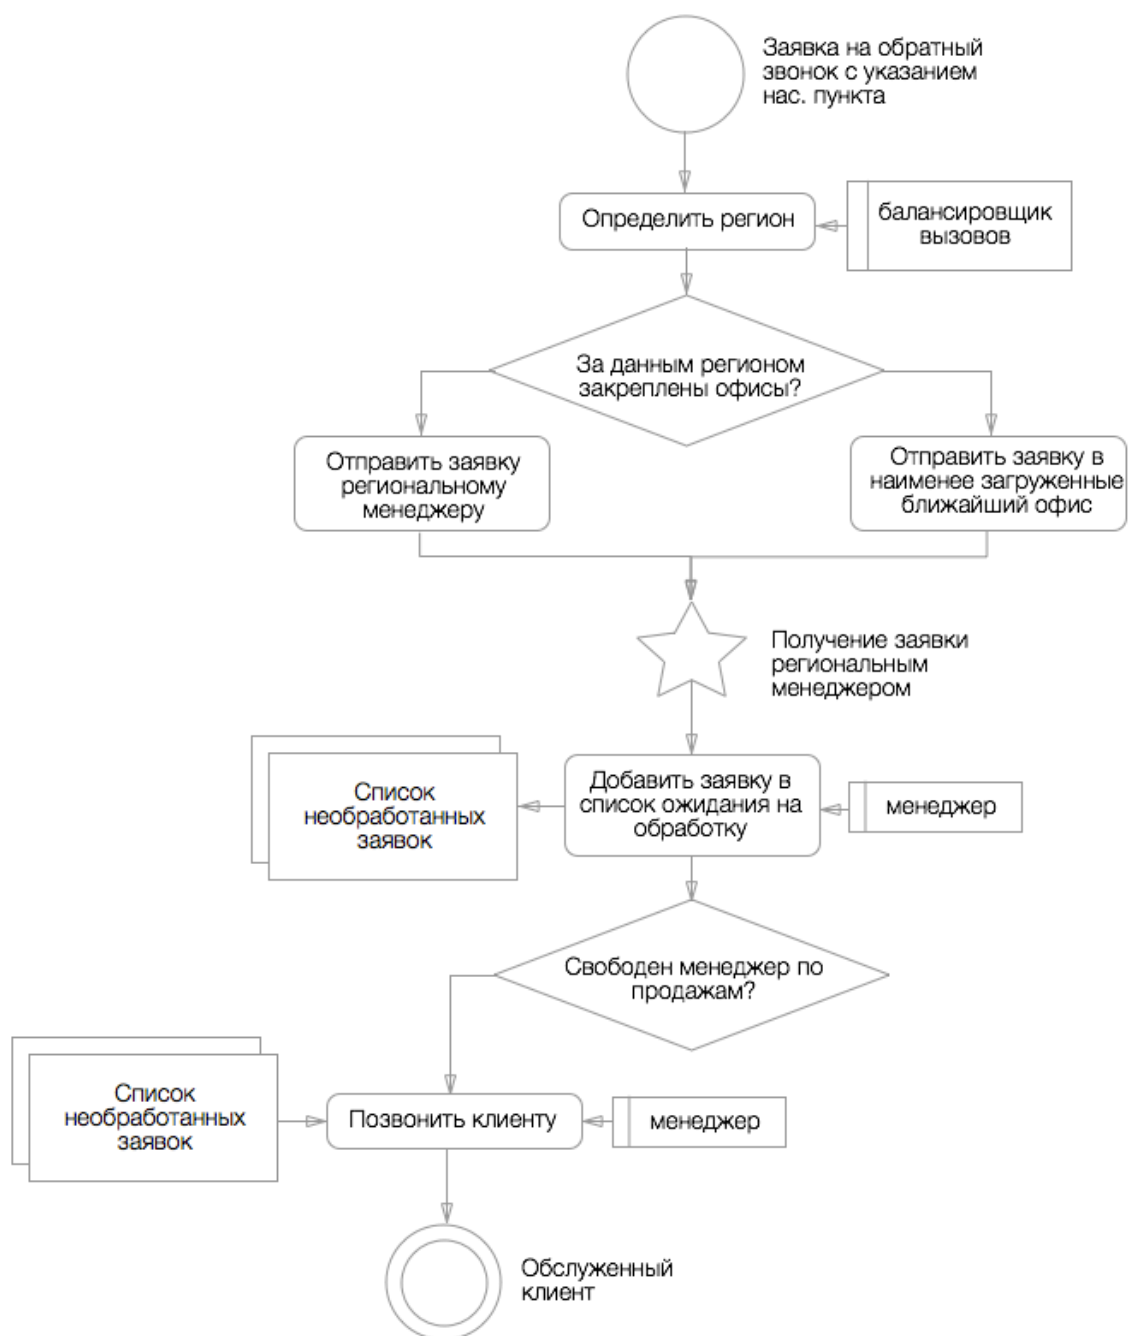 Заявка на обратный
звонок с указанием
нас. пункта
Определить регион
балансировщик
вызовов
За данным регионом
закреплены офисы?
Отправить заявку
региональному
менеджеру
Отправить заявку в
наименее загруженные
ближайший офис
Получение заявки
региональным
менеджером
Список
необработанных
заявок
Добавить заявку в
список ожидания на
обработку
менеджер
Свободен менеджер по
продажам?
Список
необработанных
заявок
Позвонить клиенту
менеджер
Обслуженный
клиент